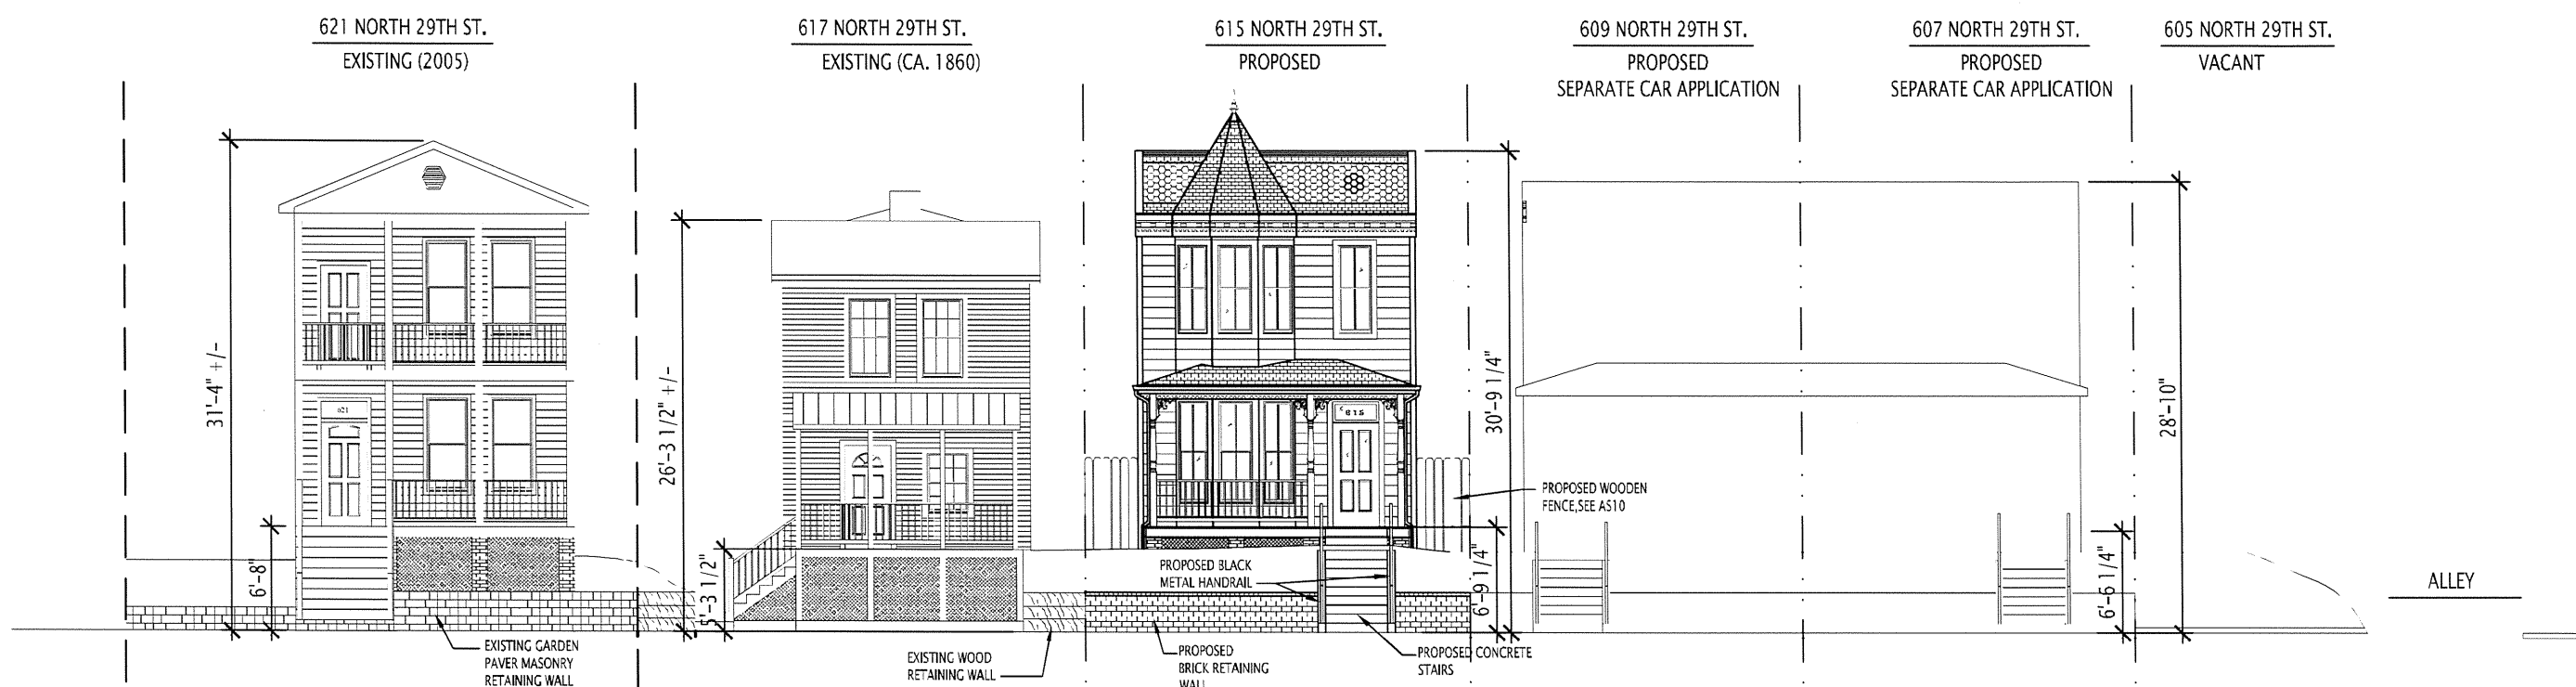 621 NORTH 29TH ST.
EXISTING (2005)
617 NORTH 29TH ST.
EXISTING (CA. 1860)
615 NORTH 29TH ST.
PROPOSED
609 NORTH 29TH ST.
PROPOSED
SEPARATE CAR APPLICATION
607 NORTH 29TH ST.
PROPOSED
SEPARATE CAR APPLICATION
605 NORTH 29TH ST.
VACANT
31'-4" +/-
6'-8"
621
EXISTING GARDEN
PAVER MASONRY
RETAINING WALL
26'-3 1/2" +/-
5'-3 1/2"
EXISTING WOOD
RETAINING WALL
615
PROPOSED BLACK
METAL HANDRAIL
PROPOSED
BRICK RETAINING
WALL
PROPOSED CONCRETE
STAIRS
30'-9 1/4"
6'-9 1/4"
PROPOSED WOODEN
FENCE,SEE AS10
28'-10"
6'-6 1/4"
ALLEY